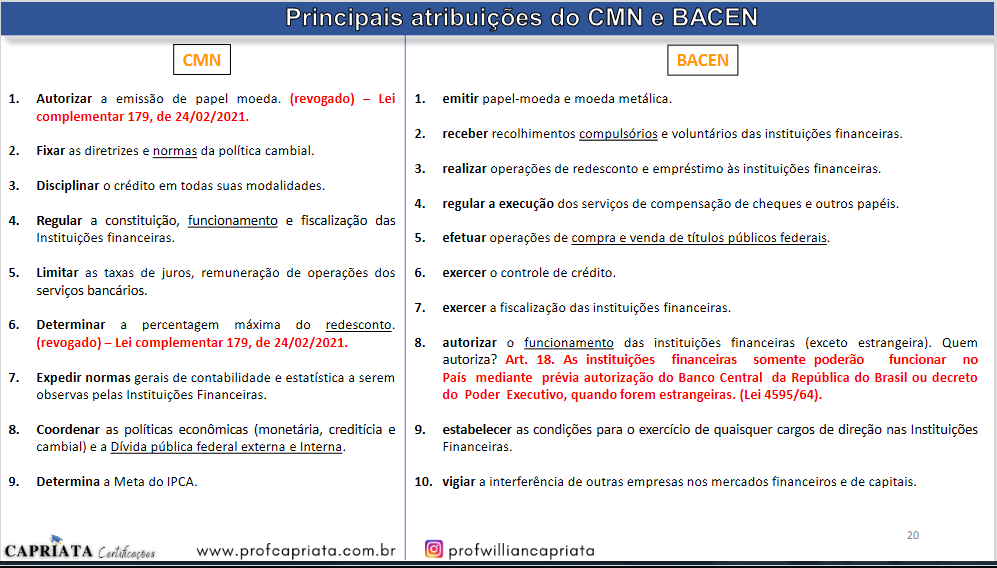 Principais atribuições do CMN e BACEN
CMN
1. Autorizar a emissão de papel moeda. (revogado) – Lei
complementar 179, de 24/02/2021.
2. Fixar as diretrizes e normas da política cambial.
3. Disciplinar o crédito em todas suas modalidades.
4. Regular a constituição, funcionamento e fiscalização das
Instituições financeiras.
5. Limitar as taxas de juros, remuneração de operações dos
serviços bancários.
6. Determinar a percentagem máxima do redesconto.
(revogado) – Lei complementar 179, de 24/02/2021.
7. Expedir normas gerais de contabilidade e estatística a serem
observas pelas Instituições Financeiras.
8. Coordenar as políticas econômicas (monetária, creditícia e
cambial) e a Dívida pública federal externa e Interna.
9. Determina a Meta do IPCA.
BACEN
1. emitir papel-moeda e moeda metálica.
2. receber recolhimentos compulsórios e voluntários das instituições financeiras.
3. realizar operações de redesconto e empréstimo às instituições financeiras.
4. regular a execução dos serviços de compensação de cheques e outros papéis.
5. efetuar operações de compra e venda de títulos públicos federais.
6. exercer o controle de crédito.
7. exercer a fiscalização das instituições financeiras.
8. autorizar o funcionamento das instituições financeiras (exceto estrangeira). Quem
autoriza? Art. 18. As instituições financeiras somente poderão funcionar no
País mediante prévia autorização do Banco Central da República do Brasil ou decreto
do Poder Executivo, quando forem estrangeiras. (Lei 4595/64).
9. estabelecer as condições para o exercício de quaisquer cargos de direção nas Instituições
Financeiras.
10. vigiar a interferência de outras empresas nos mercados financeiros e de capitais.
20
CAPRIATA Certificações
www.profcapriata.com.br
profwilliancapriata